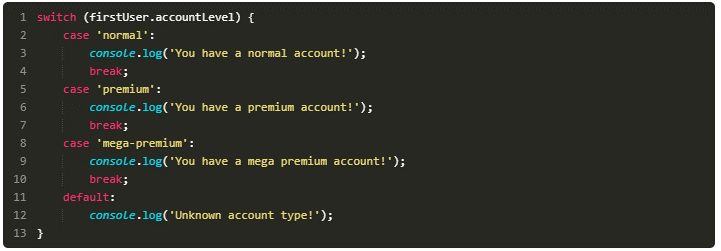 1 switch (firstUser.accountLevel) {
2 case 'normal':
3 console.log('You have a normal account!');
4 break;
5 case 'premium':
6 console.log('You have a premium account!');
7 break;
8 case 'mega-premium':
9 console.log('You have a mega premium account!');
10 break;
11 default:
12 console.log('Unknown account type!');
13 }